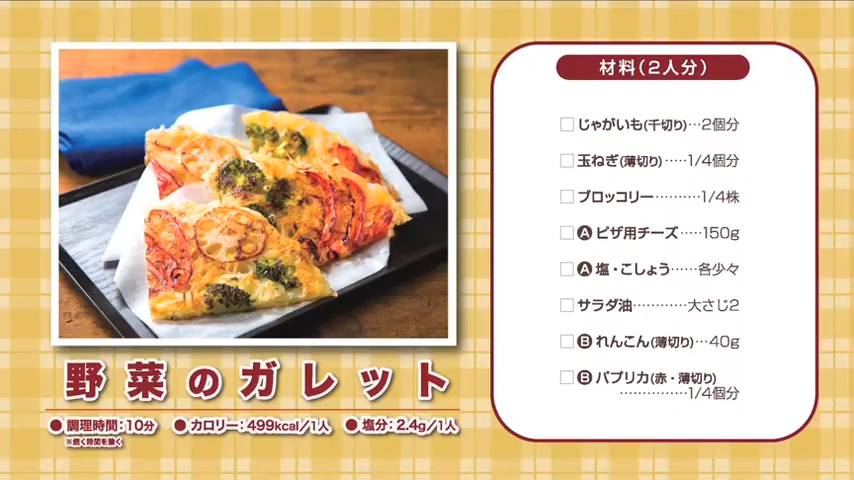 野菜のガレット
●調理時間：10分 ●カロリー：499kcal／1人 ●塩分：2.4g／1人
※焼く時間を除く
材料（2人分）
□じゃがいも(千切り)…2個分
□玉ねぎ(薄切り)……1/4個分
□ブロッコリー………1/4株
□Ⓐピザ用チーズ……150g
□Ⓐ塩・こしょう……各少々
□サラダ油…………大さじ2
□Ⓑれんこん(薄切り)…40g
□Ⓑパプリカ(赤・薄切り)
……………1/4個分